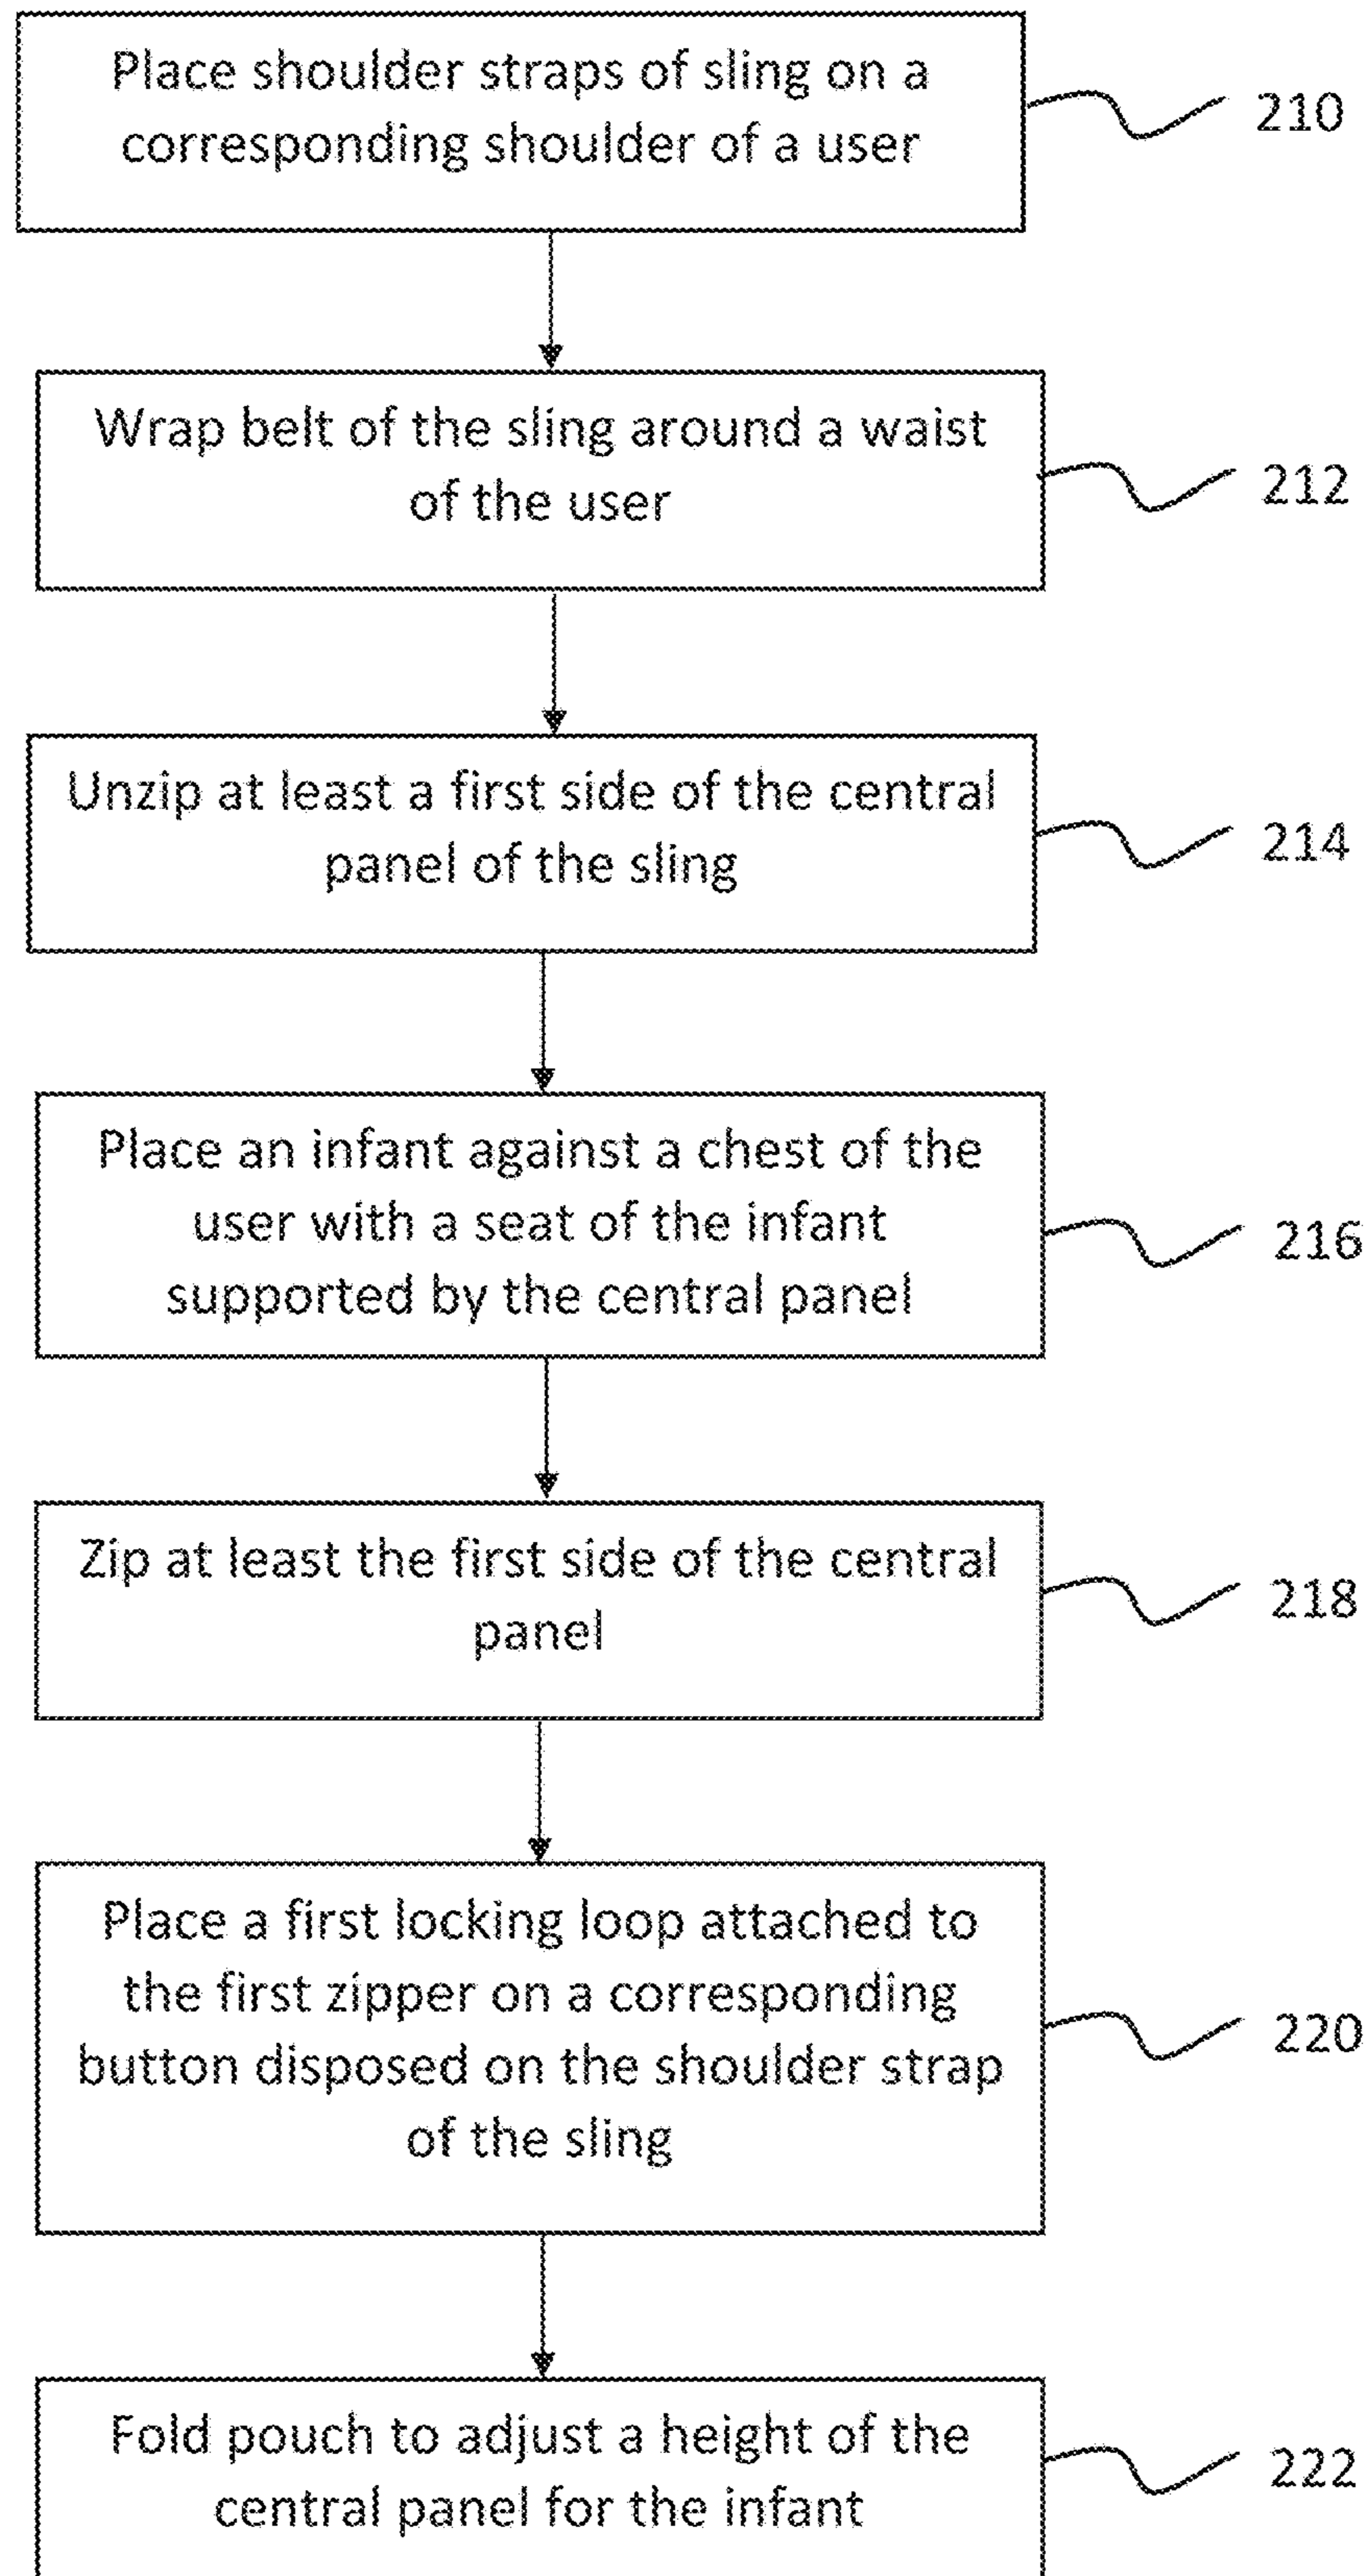 Place shoulder straps of sling on a
corresponding shoulder of a user
210
Wrap belt of the sling around a waist
of the user
212
Unzip at least a first side of the central
panel of the sling
214
Place an infant against a chest of the
user with a seat of the infant
supported by the central panel
216
Zip at least the first side of the central
panel
218
Place a first locking loop attached to
the first zipper on a corresponding
button disposed on the shoulder strap
of the sling
220
Fold pouch to adjust a height of the
central panel for the infant
222